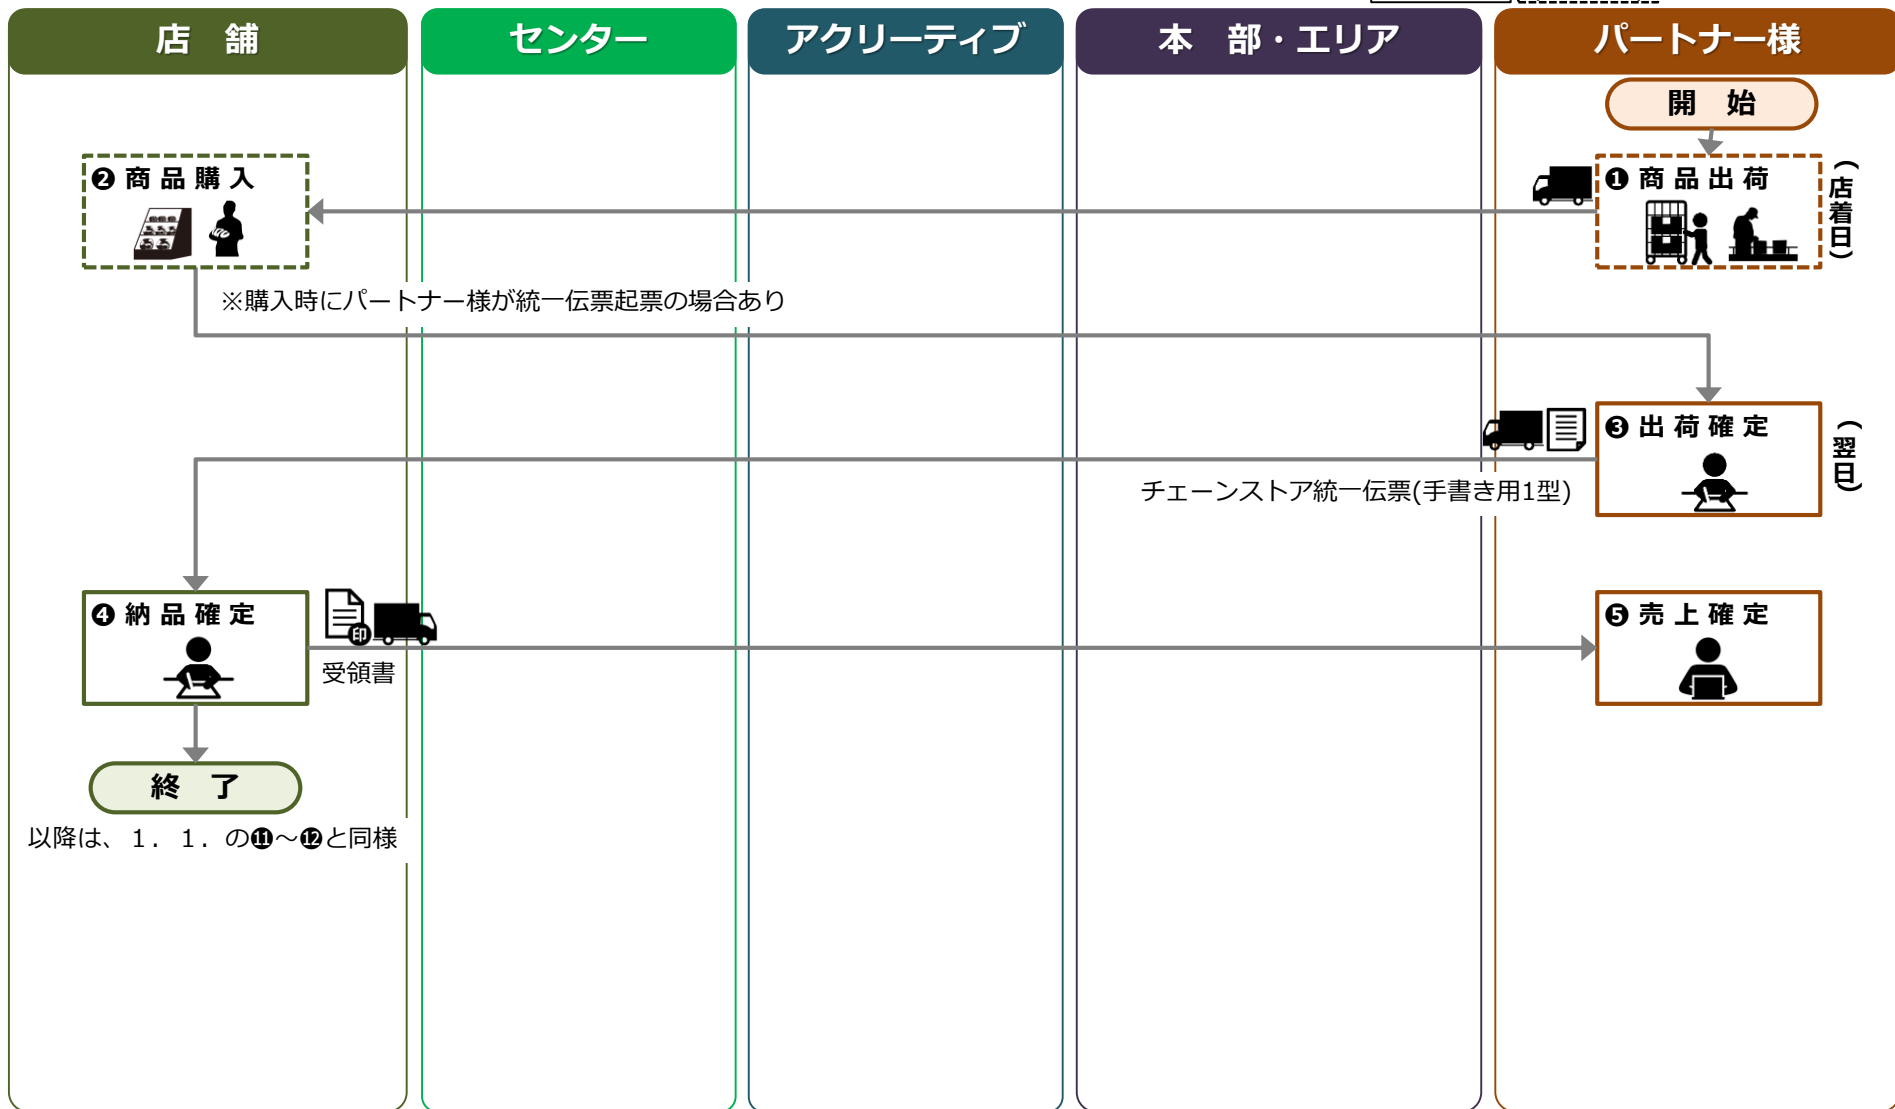 店　舗
センター
アクリーティブ
本　部・エリア
パートナー様
開　始
❷商品購入
❶商品出荷
(店着日)
※購入時にパートナー様が統一伝票起票の場合あり
❸出荷確定
(翌日)
チェーンストア統一伝票(手書き用1型)
❹納品確定
印
受領書
❺売上確定
終　了
以降は、１．１．の⓫～⓬と同様